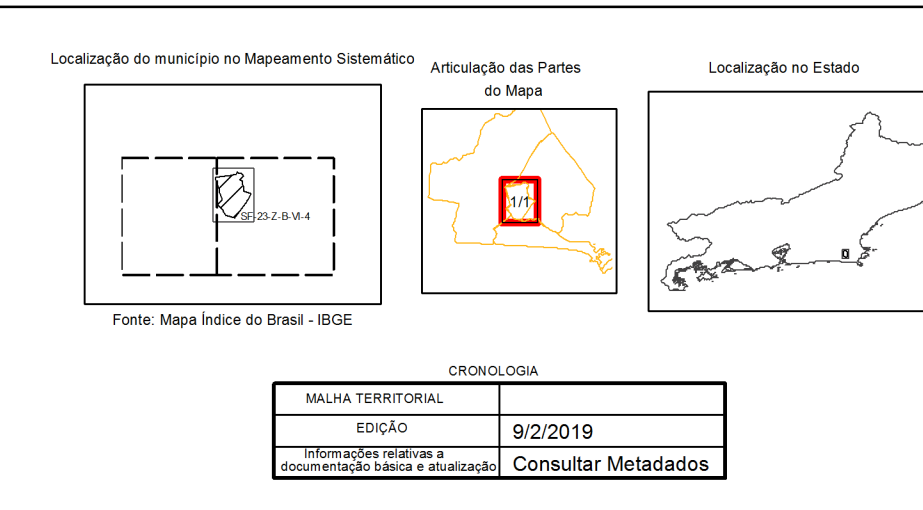 Localização do município no Mapeamento Sistemático
Articulação das Partes
do Mapa
Localização no Estado
SF-23-Z-B-VI-4
1/1
Fonte: Mapa Índice do Brasil - IBGE
CRONOLOGIA
MALHA TERRITORIAL
EDIÇÃO
9/2/2019
Informações relativas a
documentação básica e atualização
Consultar Metadados